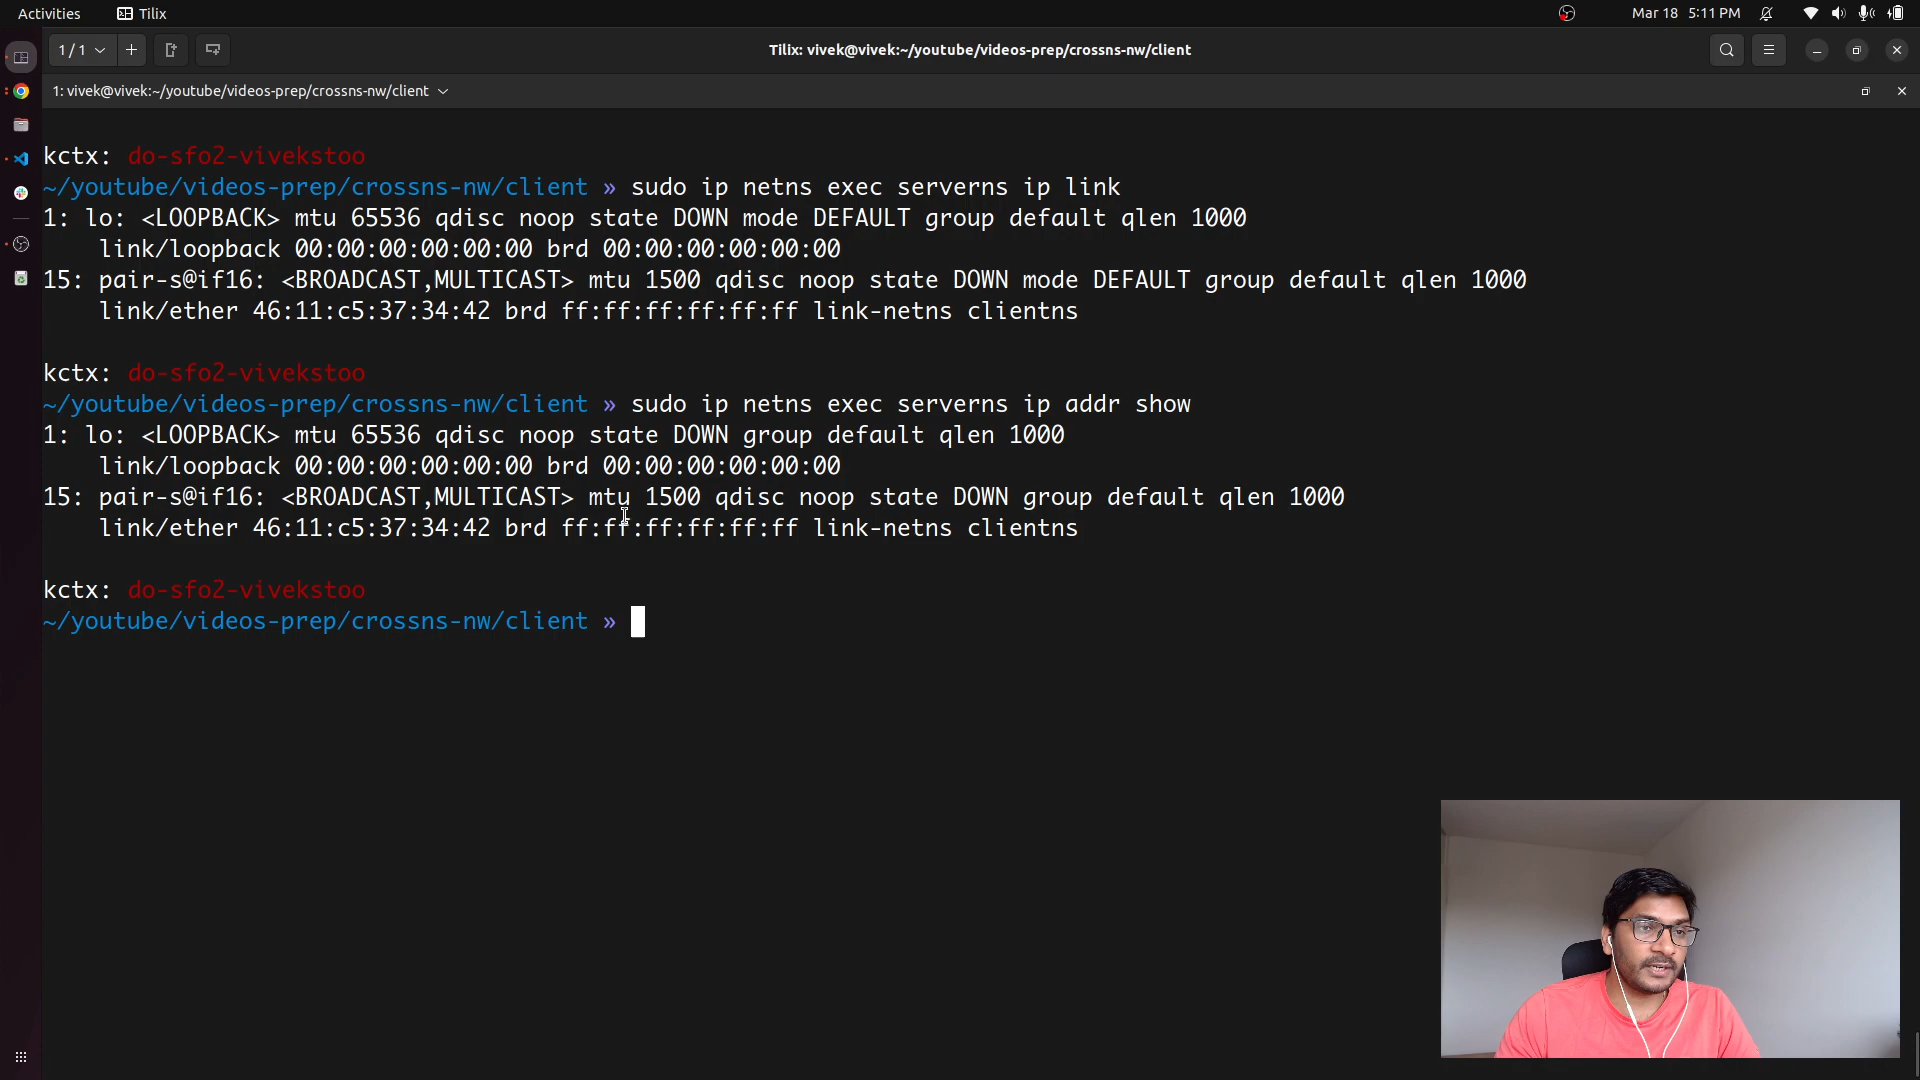 Activities
Tilix
Mar 18 5:11 PM
1 / 1
Tilix: vivek@vivek:~/youtube/videos-prep/crossns-nw/client
1: vivek@vivek:~/youtube/videos-prep/crossns-nw/client
kctx: do-sfo2-vivekstoo
~/youtube/videos-prep/crossns-nw/client » sudo ip netns exec serverns ip link
1: lo: <LOOPBACK> mtu 65536 qdisc noop state DOWN mode DEFAULT group default qlen 1000
link/loopback 00:00:00:00:00:00 brd 00:00:00:00:00:00
15: pair-s@if16: <BROADCAST,MULTICAST> mtu 1500 qdisc noop state DOWN mode DEFAULT group default qlen 1000
link/ether 46:11:c5:37:34:42 brd ff:ff:ff:ff:ff:ff link-netns clientns
kctx: do-sfo2-vivekstoo
~/youtube/videos-prep/crossns-nw/client » sudo ip netns exec serverns ip addr show
1: lo: <LOOPBACK> mtu 65536 qdisc noop state DOWN group default qlen 1000
link/loopback 00:00:00:00:00:00 brd 00:00:00:00:00:00
15: pair-s@if16: <BROADCAST,MULTICAST> mtu 1500 qdisc noop state DOWN group default qlen 1000
link/ether 46:11:c5:37:34:42 brd ff:ff:ff:ff:ff:ff link-netns clientns
kctx: do-sfo2-vivekstoo
~/youtube/videos-prep/crossns-nw/client »